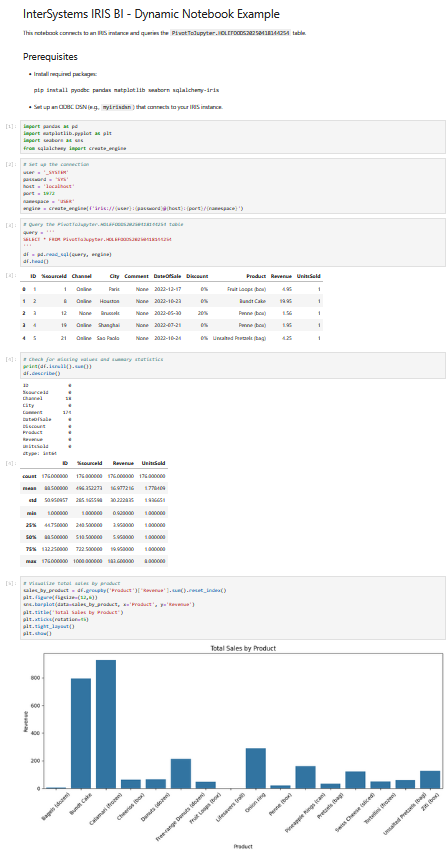 InterSystems IRIS BI - Dynamic Notebook Example
This notebook connects to an IRIS instance and queries the PivotToJupyter.HOLEFOODS20250418144254 table.
Prerequisites
• Install required packages:
pip install pyodbc pandas matplotlib seaborn sqlalchemy-iris
• Set up an ODBC DSN (e.g., myirisdsn) that connects to your IRIS instance.
[1]: import pandas as pd
import matplotlib.pyplot as plt
import seaborn as sns
from sqlalchemy import create_engine
[2]: # Set up the connection
user = '_SYSTEM'
password = 'SYS'
host = 'localhost'
port = 1972
namespace = 'USER'
engine = create_engine(f'iris://{user}:{password}@{host}:{port}/{namespace}')
# Query the PivotToJupyter.HOLEFOODS20250418144254 table
query = '''
SELECT * FROM PivotToJupyter.HOLEFOODS20250418144254
'''
df = pd.read_sql(query, engine)
df.head()
ID %sourceId Channel City Comment DateOfSale Discount Product Revenue UnitsSold
0 1 1 Online Paris None 2022-12-17 0% Fruit Loops (box) 4.95 1
1 2 8 Online Houston None 2022-10-23 0% Bundt Cake 19.95 1
2 3 12 None Brussels None 2022-05-30 20% Penne (box) 1.56 1
3 4 19 Online Shanghai None 2022-07-21 0% Penne (box) 1.95 1
4 5 21 Online Sao Paolo None 2022-10-24 0% Unsalted Pretzels (bag) 4.25 1
# Check for missing values and summary statistics
print(df.isnull().sum())
df.describe()
ID 0
%sourceId 0
Channel 18
City 0
Comment 174
DateOfSale 0
Discount 0
Product 0
Revenue 0
UnitsSold 0
dtype: int64
ID %sourceId Revenue UnitsSold
count 176.000000 176.000000 176.000000 176.000000
mean 88.500000 498.352273 16.977216 1.778409
std 50.950957 285.165598 30.222835 1.936651
min 1.000000 1.000000 0.920000 1.000000
25% 44.750000 240.500000 3.950000 1.000000
50% 88.500000 510.500000 5.950000 1.000000
75% 132.250000 722.500000 19.950000 1.000000
max 176.000000 1000.000000 183.600000 8.000000
# Visualize total sales by product
sales_by_product = df.groupby('Product')['Revenue'].sum().reset_index()
plt.figure(figsize=(12,6))
sns.barplot(data=sales_by_product, x='Product', y='Revenue')
plt.title('Total Sales by Product')
plt.xticks(rotation=45)
plt.tight_layout()
plt.show()
Total Sales by Product
Revenue
800
600
400
200
0
Bagels (dozen)
Bundt Cake
Calamari (frozen)
Cheerios (box)
Donuts (dozen)
Free-range Donuts (dozen)
Fruit Loops (box)
Lifesavers (roll)
Onion ring
Penne (box)
Pineapple Rings (can)
Pretzels (bag)
Swiss Cheese (sliced)
Tortellini (frozen)
Unsalted Pretzels (bag)
Ziti (box)
Product